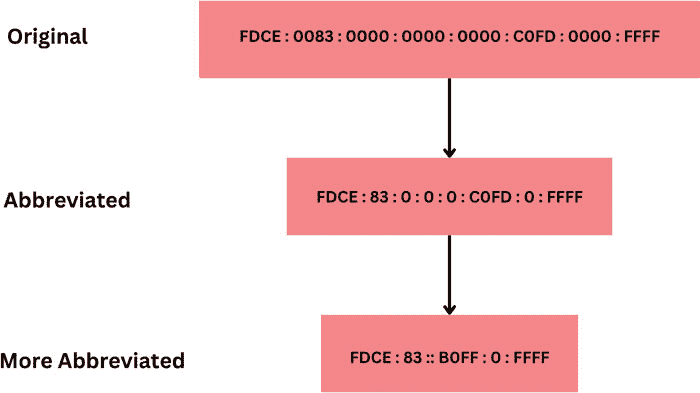 Original
FDCE : 0083 : 0000 : 0000 : 0000 : C0FD : 0000 : FFFF
Abbreviated
FDCE : 83 : 0 : 0 : 0 : C0FD : 0 : FFFF
More Abbreviated
FDCE : 83 :: B0FF : 0 : FFFF